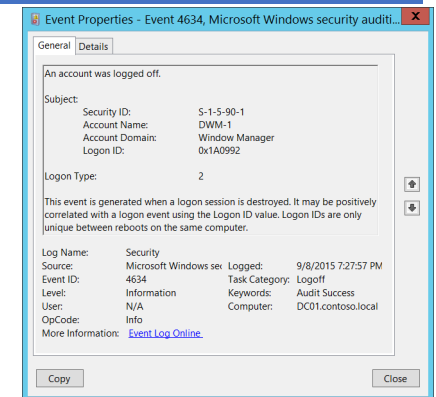 Event Properties - Event 4634, Microsoft Windows security auditi...
X
General Details
An account was logged off.
Subject:
Security ID: S-1-5-90-1
Account Name: DWM-1
Account Domain: Window Manager
Logon ID: 0x1A0992
Logon Type: 2
This event is generated when a logon session is destroyed. It may be positively
correlated with a logon event using the Logon ID value. Logon IDs are only
unique between reboots on the same computer.
Log Name: Security
Source: Microsoft Windows sec Logged: 9/8/2015 7:27:57 PM
Event ID: 4634 Task Category: Logoff
Level: Information Keywords: Audit Success
User: N/A Computer: DC01.contoso.local
OpCode: Info
More Information: Event Log Online
Copy Close